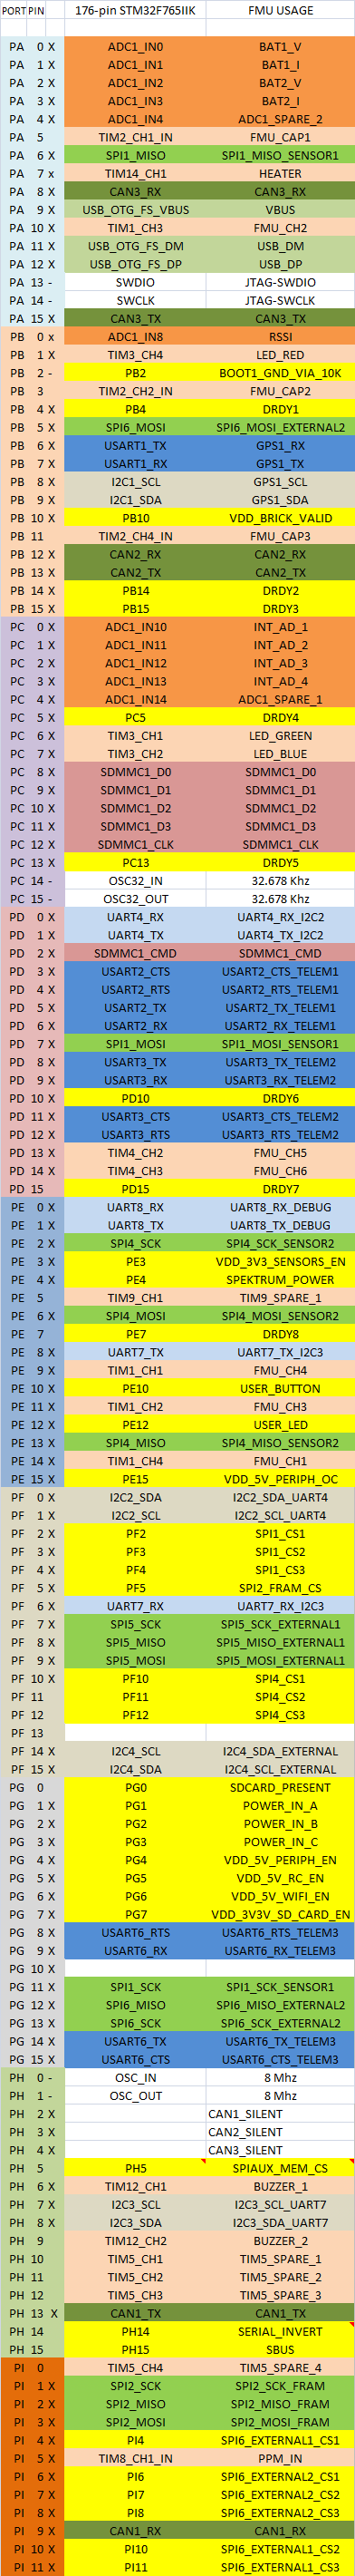 PORT PIN 176-pin STM32F765IIK FMU USAGE
PA 0 X ADC1_IN0 BAT1_V
PA 1 X ADC1_IN1 BAT1_I
PA 2 X ADC1_IN2 BAT2_V
PA 3 X ADC1_IN3 BAT2_I
PA 4 X ADC1_IN4 ADC1_SPARE_2
PA 5 TIM2_CH1_IN FMU_CAP1
PA 6 X SPI1_MISO SPI1_MISO_SENSOR1
PA 7 x TIM14_CH1 HEATER
PA 8 X CAN3_RX CAN3_RX
PA 9 X USB_OTG_FS_VBUS VBUS
PA 10 X TIM1_CH3 FMU_CH2
PA 11 X USB_OTG_FS_DM USB_DM
PA 12 X USB_OTG_FS_DP USB_DP
PA 13 - SWDIO JTAG-SWDIO
PA 14 - SWCLK JTAG-SWCLK
PA 15 X CAN3_TX CAN3_TX
PB 0 x ADC1_IN8 RSSI
PB 1 X TIM3_CH4 LED_RED
PB 2 - PB2 BOOT1_GND_VIA_10K
PB 3 TIM2_CH2_IN FMU_CAP2
PB 4 X PB4 DRDY1
PB 5 X SPI6_MOSI SPI6_MOSI_EXTERNAL2
PB 6 X USART1_TX GPS1_RX
PB 7 X USART1_RX GPS1_TX
PB 8 X I2C1_SCL GPS1_SCL
PB 9 X I2C1_SDA GPS1_SDA
PB 10 X PB10 VDD_BRICK_VALID
PB 11 TIM2_CH4_IN FMU_CAP3
PB 12 X CAN2_RX CAN2_RX
PB 13 X CAN2_TX CAN2_TX
PB 14 X PB14 DRDY2
PB 15 X PB15 DRDY3
PC 0 X ADC1_IN10 INT_AD_1
PC 1 X ADC1_IN11 INT_AD_2
PC 2 X ADC1_IN12 INT_AD_3
PC 3 X ADC1_IN13 INT_AD_4
PC 4 X ADC1_IN14 ADC1_SPARE_1
PC 5 X PC5 DRDY4
PC 6 X TIM3_CH1 LED_GREEN
PC 7 X TIM3_CH2 LED_BLUE
PC 8 X SDMMC1_D0 SDMMC1_D0
PC 9 X SDMMC1_D1 SDMMC1_D1
PC 10 X SDMMC1_D2 SDMMC1_D2
PC 11 X SDMMC1_D3 SDMMC1_D3
PC 12 X SDMMC1_CLK SDMMC1_CLK
PC 13 X PC13 DRDY5
PC 14 - OSC32_IN 32.678 Khz
PC 15 - OSC32_OUT 32.678 Khz
PD 0 X UART4_RX UART4_RX_I2C2
PD 1 X UART4_TX UART4_TX_I2C2
PD 2 X SDMMC1_CMD SDMMC1_CMD
PD 3 X USART2_CTS USART2_CTS_TELEM1
PD 4 X USART2_RTS USART2_RTS_TELEM1
PD 5 X USART2_TX USART2_TX_TELEM1
PD 6 X USART2_RX USART2_RX_TELEM1
PD 7 X SPI1_MOSI SPI1_MOSI_SENSOR1
PD 8 X USART3_TX USART3_TX_TELEM2
PD 9 X USART3_RX USART3_RX_TELEM2
PD 10 X PD10 DRDY6
PD 11 X USART3_CTS USART3_CTS_TELEM2
PD 12 X USART3_RTS USART3_RTS_TELEM2
PD 13 X TIM4_CH2 FMU_CH5
PD 14 X TIM4_CH3 FMU_CH6
PD 15 PD15 DRDY7
PE 0 X UART8_RX UART8_RX_DEBUG
PE 1 X UART8_TX UART8_TX_DEBUG
PE 2 X SPI4_SCK SPI4_SCK_SENSOR2
PE 3 X PE3 VDD_3V3_SENSORS_EN
PE 4 X PE4 SPEKTRUM_POWER
PE 5 TIM9_CH1 TIM9_SPARE_1
PE 6 X SPI4_MOSI SPI4_MOSI_SENSOR2
PE 7 PE7 DRDY8
PE 8 X UART7_TX UART7_TX_I2C3
PE 9 X TIM1_CH1 FMU_CH4
PE 10 X PE10 USER_BUTTON
PE 11 X TIM1_CH2 FMU_CH3
PE 12 X PE12 USER_LED
PE 13 X SPI4_MISO SPI4_MISO_SENSOR2
PE 14 X TIM1_CH4 FMU_CH1
PE 15 X PE15 VDD_5V_PERIPH_OC
PF 0 X I2C2_SDA I2C2_SDA_UART4
PF 1 X I2C2_SCL I2C2_SCL_UART4
PF 2 X PF2 SPI1_CS1
PF 3 X PF3 SPI1_CS2
PF 4 X PF4 SPI1_CS3
PF 5 X PF5 SPI2_FRAM_CS
PF 6 X UART7_RX UART7_RX_I2C3
PF 7 X SPI5_SCK SPI5_SCK_EXTERNAL1
PF 8 X SPI5_MISO SPI5_MISO_EXTERNAL1
PF 9 X SPI5_MOSI SPI5_MOSI_EXTERNAL1
PF 10 X PF10 SPI4_CS1
PF 11 PF11 SPI4_CS2
PF 12 PF12 SPI4_CS3
PF 13
PF 14 X I2C4_SCL I2C4_SDA_EXTERNAL
PF 15 X I2C4_SDA I2C4_SCL_EXTERNAL
PG 0 PG0 SDCARD_PRESENT
PG 1 X PG1 POWER_IN_A
PG 2 X PG2 POWER_IN_B
PG 3 X PG3 POWER_IN_C
PG 4 X PG4 VDD_5V_PERIPH_EN
PG 5 X PG5 VDD_5V_RC_EN
PG 6 X PG6 VDD_5V_WIFI_EN
PG 7 X PG7 VDD_3V3V_SD_CARD_EN
PG 8 X USART6_RTS USART6_RTS_TELEM3
PG 9 X USART6_RX USART6_RX_TELEM3
PG 10 X
PG 11 X SPI1_SCK SPI1_SCK_SENSOR1
PG 12 X SPI6_MISO SPI6_MISO_EXTERNAL2
PG 13 X SPI6_SCK SPI6_SCK_EXTERNAL2
PG 14 X USART6_TX USART6_TX_TELEM3
PG 15 X USART6_CTS USART6_CTS_TELEM3
PH 0 - OSC_IN 8 Mhz
PH 1 - OSC_OUT 8 Mhz
PH 2 X CAN1_SILENT
PH 3 X CAN2_SILENT
PH 4 X CAN3_SILENT
PH 5 PH5 SPIAUX_MEM_CS
PH 6 X TIM12_CH1 BUZZER_1
PH 7 X I2C3_SCL I2C3_SCL_UART7
PH 8 X I2C3_SDA I2C3_SDA_UART7
PH 9 TIM12_CH2 BUZZER_2
PH 10 TIM5_CH1 TIM5_SPARE_1
PH 11 TIM5_CH2 TIM5_SPARE_2
PH 12 TIM5_CH3 TIM5_SPARE_3
PH 13 X CAN1_TX CAN1_TX
PH 14 PH14 SERIAL_INVERT
PH 15 PH15 SBUS
PI 0 TIM5_CH4 TIM5_SPARE_4
PI 1 X SPI2_SCK SPI2_SCK_FRAM
PI 2 X SPI2_MISO SPI2_MISO_FRAM
PI 3 X SPI2_MOSI SPI2_MOSI_FRAM
PI 4 X PI4 SPI6_EXTERNAL1_CS1
PI 5 X TIM8_CH1_IN PPM_IN
PI 6 X PI6 SPI6_EXTERNAL2_CS1
PI 7 X PI7 SPI6_EXTERNAL2_CS2
PI 8 X PI8 SPI6_EXTERNAL2_CS3
PI 9 X CAN1_RX CAN1_RX
PI 10 X PI10 SPI6_EXTERNAL1_CS2
PI 11 X PI11 SPI6_EXTERNAL1_CS3